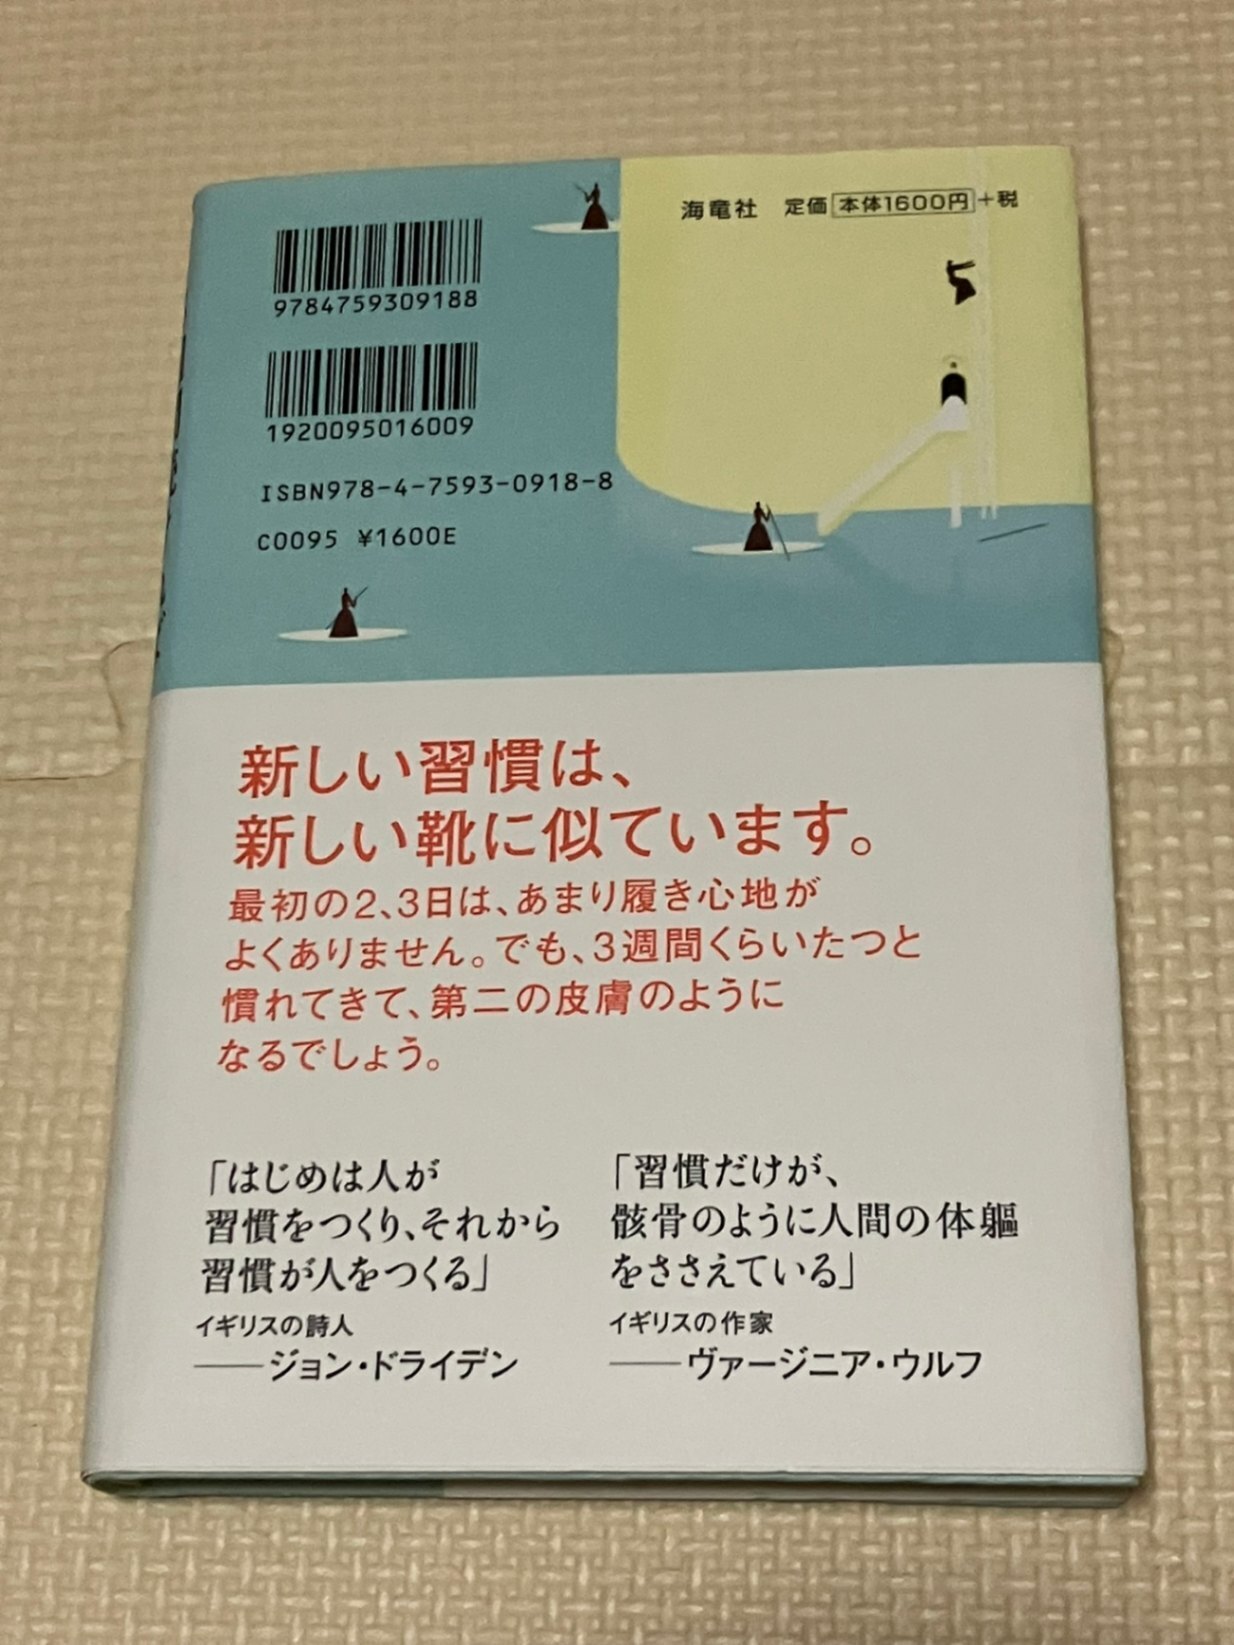 9784759309188
1920095016009
ISBN978-4-7593-0918-8
C0095 ¥1600E
海竜社 定価 本体1600円 +税
新しい習慣は、
新しい靴に似ています。
最初の2、3日は、あまり履き心地が
よくありません。でも、3週間くらいたつと
慣れてきて、第二の皮膚のように
なるでしょう。
「はじめは人が
習慣をつくり、それから
習慣が人をつくる」
イギリスの詩人
──ジョン・ドライデン
「習慣だけが、
骸骨のように人間の体軀
をささえている」
イギリスの作家
──ヴァージニア・ウルフ